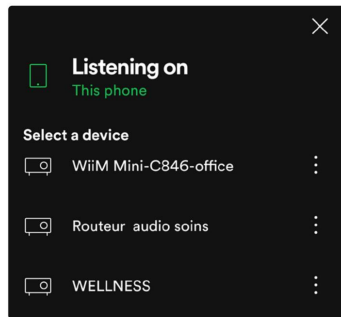 Listening on
This phone
Select a device
WiiM Mini-C846-office
Routeur audio soins
WELLNESS